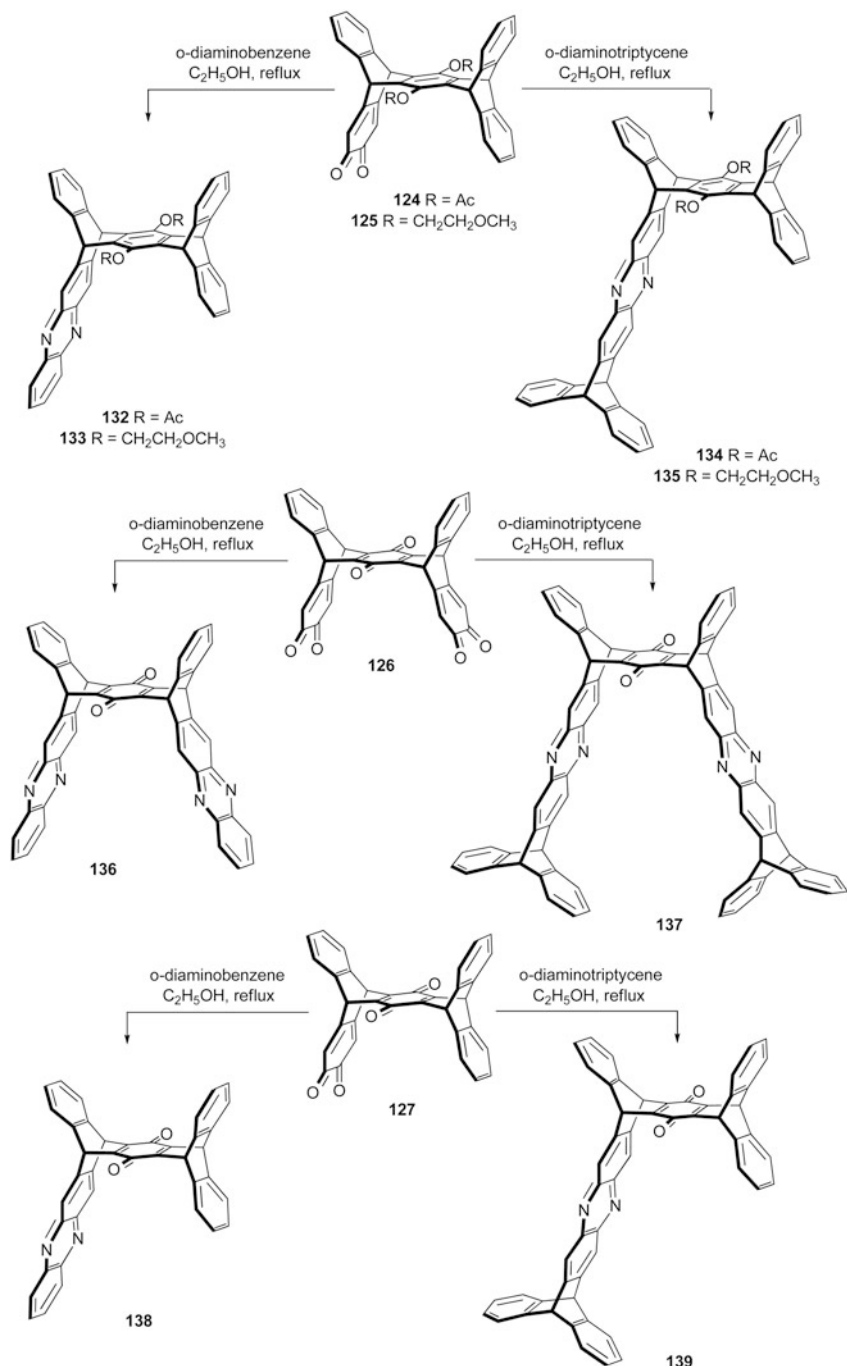 o-diaminobenzene
C2H5OH, reflux
o-diaminotriptycene
C2H5OH, reflux
OR
RO
O
O
124 R = Ac
125 R = CH2CH2OCH3
OR
RO
N
N
132 R = Ac
133 R = CH2CH2OCH3
OR
RO
N
N
134 R = Ac
135 R = CH2CH2OCH3
o-diaminobenzene
C2H5OH, reflux
o-diaminotriptycene
C2H5OH, reflux
O
O
O
O
O
O
126
O
O
N
N
N
N
136
O
O
N
N
N
N
137
o-diaminobenzene
C2H5OH, reflux
o-diaminotriptycene
C2H5OH, reflux
O
O
O
O
127
O
O
N
N
138
O
O
N
N
139